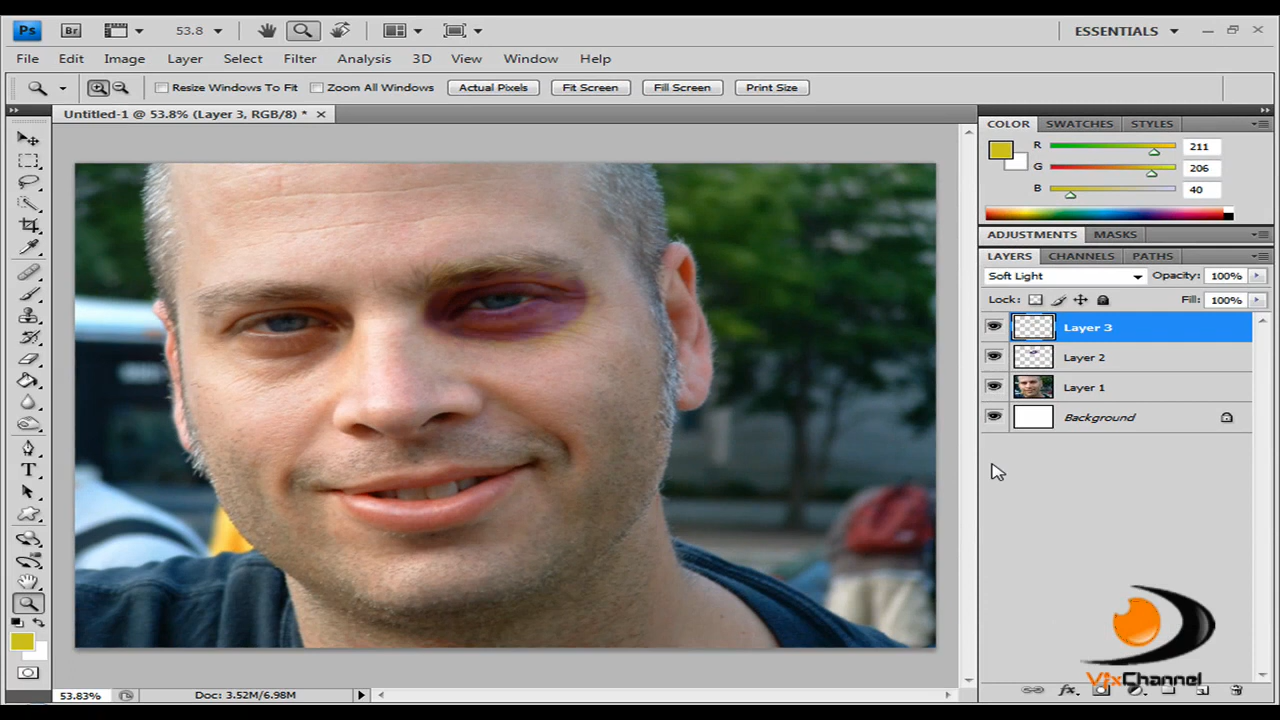 Ps Br 53.8 ESSENTIALS
File Edit Image Layer Select Filter Analysis 3D View Window Help
Resize Windows To Fit Zoom All Windows Actual Pixels Fit Screen Fill Screen Print Size
Untitled-1 @ 53.8% (Layer 3, RGB/8) *
COLOR SWATCHES STYLES
R 211
G 206
B 40
ADJUSTMENTS MASKS
LAYERS CHANNELS PATHS
Soft Light Opacity: 100%
Lock: Fill: 100%
Layer 3
Layer 2
Layer 1
Background
T
VfxChannel
fx
53.83% Doc: 3.52M/6.98M